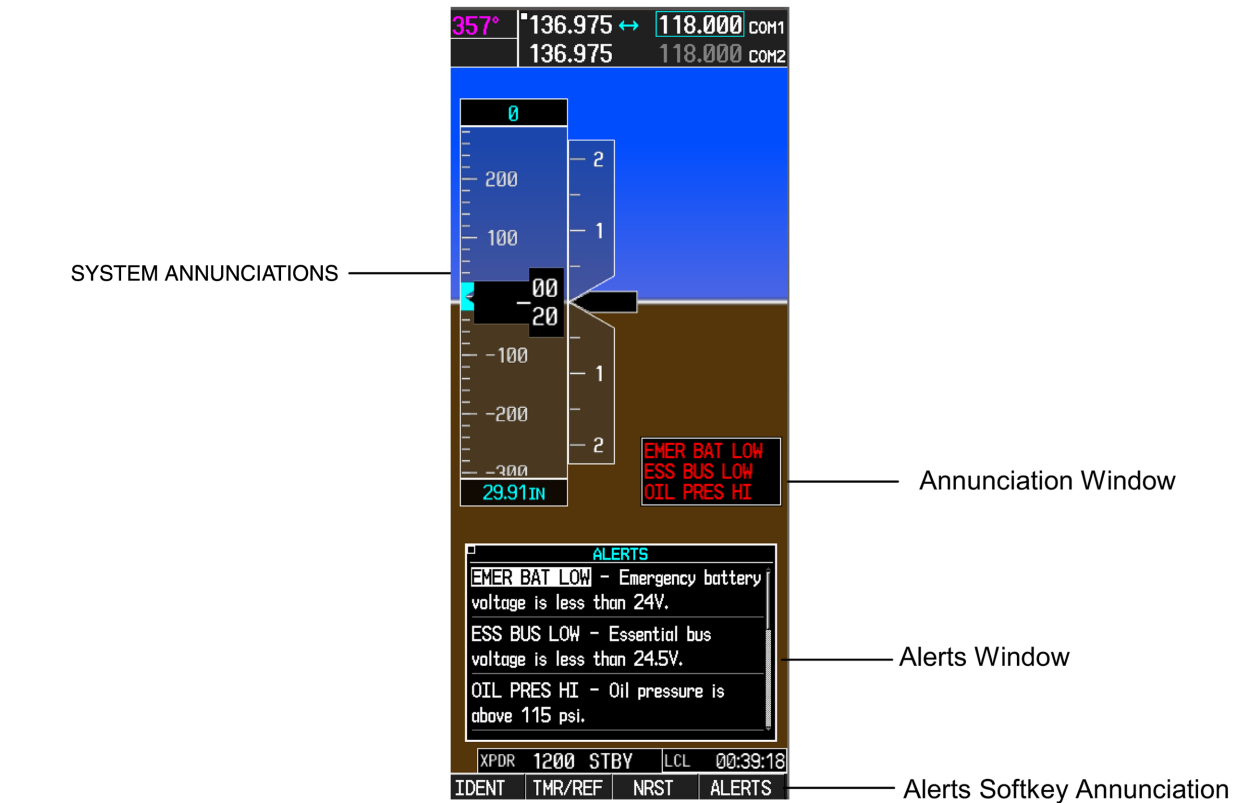 357° 136.975 ↔ 118.000 COM1
136.975 118.000 COM2
0
2
200
1
100
SYSTEM ANNUNCIATIONS
00
20
-100
1
-200
2
-300
29.91IN
EMER BAT LOW
ESS BUS LOW
OIL PRES HI
Annunciation Window
ALERTS
EMER BAT LOW - Emergency battery
voltage is less than 24V.
ESS BUS LOW - Essential bus
voltage is less than 24.5V.
OIL PRES HI - Oil pressure is
above 115 psi.
Alerts Window
XPDR 1200 STBY LCL 00:39:18
IDENT TMR/REF NRST ALERTS
Alerts Softkey Annunciation